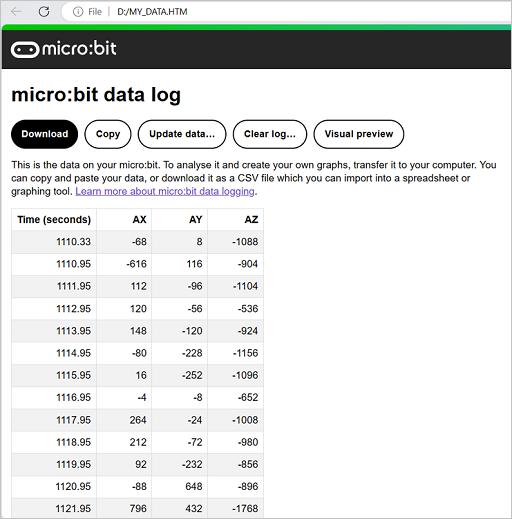 File | D:/MY_DATA.HTM
micro:bit
micro:bit data log
Download Copy Update data... Clear log... Visual preview
This is the data on your micro:bit. To analyse it and create your own graphs, transfer it to your computer. You
can copy and paste your data, or download it as a CSV file which you can import into a spreadsheet or
graphing tool. Learn more about micro:bit data logging.
Time (seconds) AX AY AZ
1110.33 -68 8 -1088
1110.95 -616 116 -904
1111.95 112 -96 -1104
1112.95 120 -56 -536
1113.95 148 -120 -924
1114.95 -80 -228 -1156
1115.95 16 -252 -1096
1116.95 -4 -8 -652
1117.95 264 -24 -1008
1118.95 212 -72 -980
1119.95 92 -232 -856
1120.95 -88 648 -896
1121.95 796 432 -1768